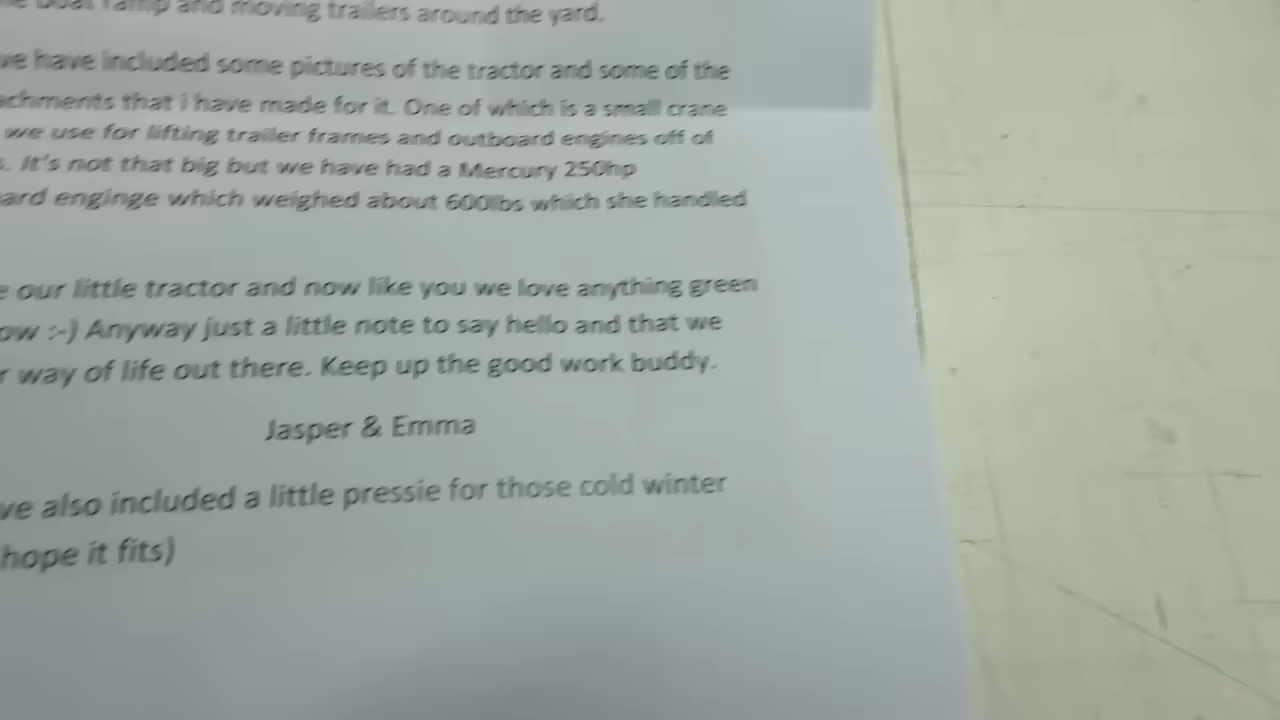 boat ramp and moving trailers around the yard.
we have included some pictures of the tractor and some of the
achments that i have made for it. One of which is a small crane
we use for lifting trailer frames and outboard engines off of
. It's not that big but we have had a Mercury 250hp
ard enginge which weighed about 600lbs which she handled
e our little tractor and now like you we love anything green
ow :-) Anyway just a little note to say hello and that we
r way of life out there. Keep up the good work buddy.
Jasper & Emma
ve also included a little pressie for those cold winter
hope it fits)